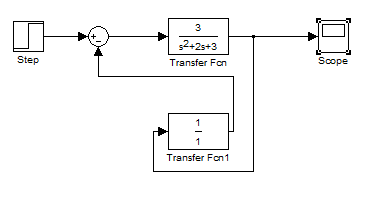 +
-
3
s²+2s+3
Step
Transfer Fcn
Scope
1
1
Transfer Fcn1